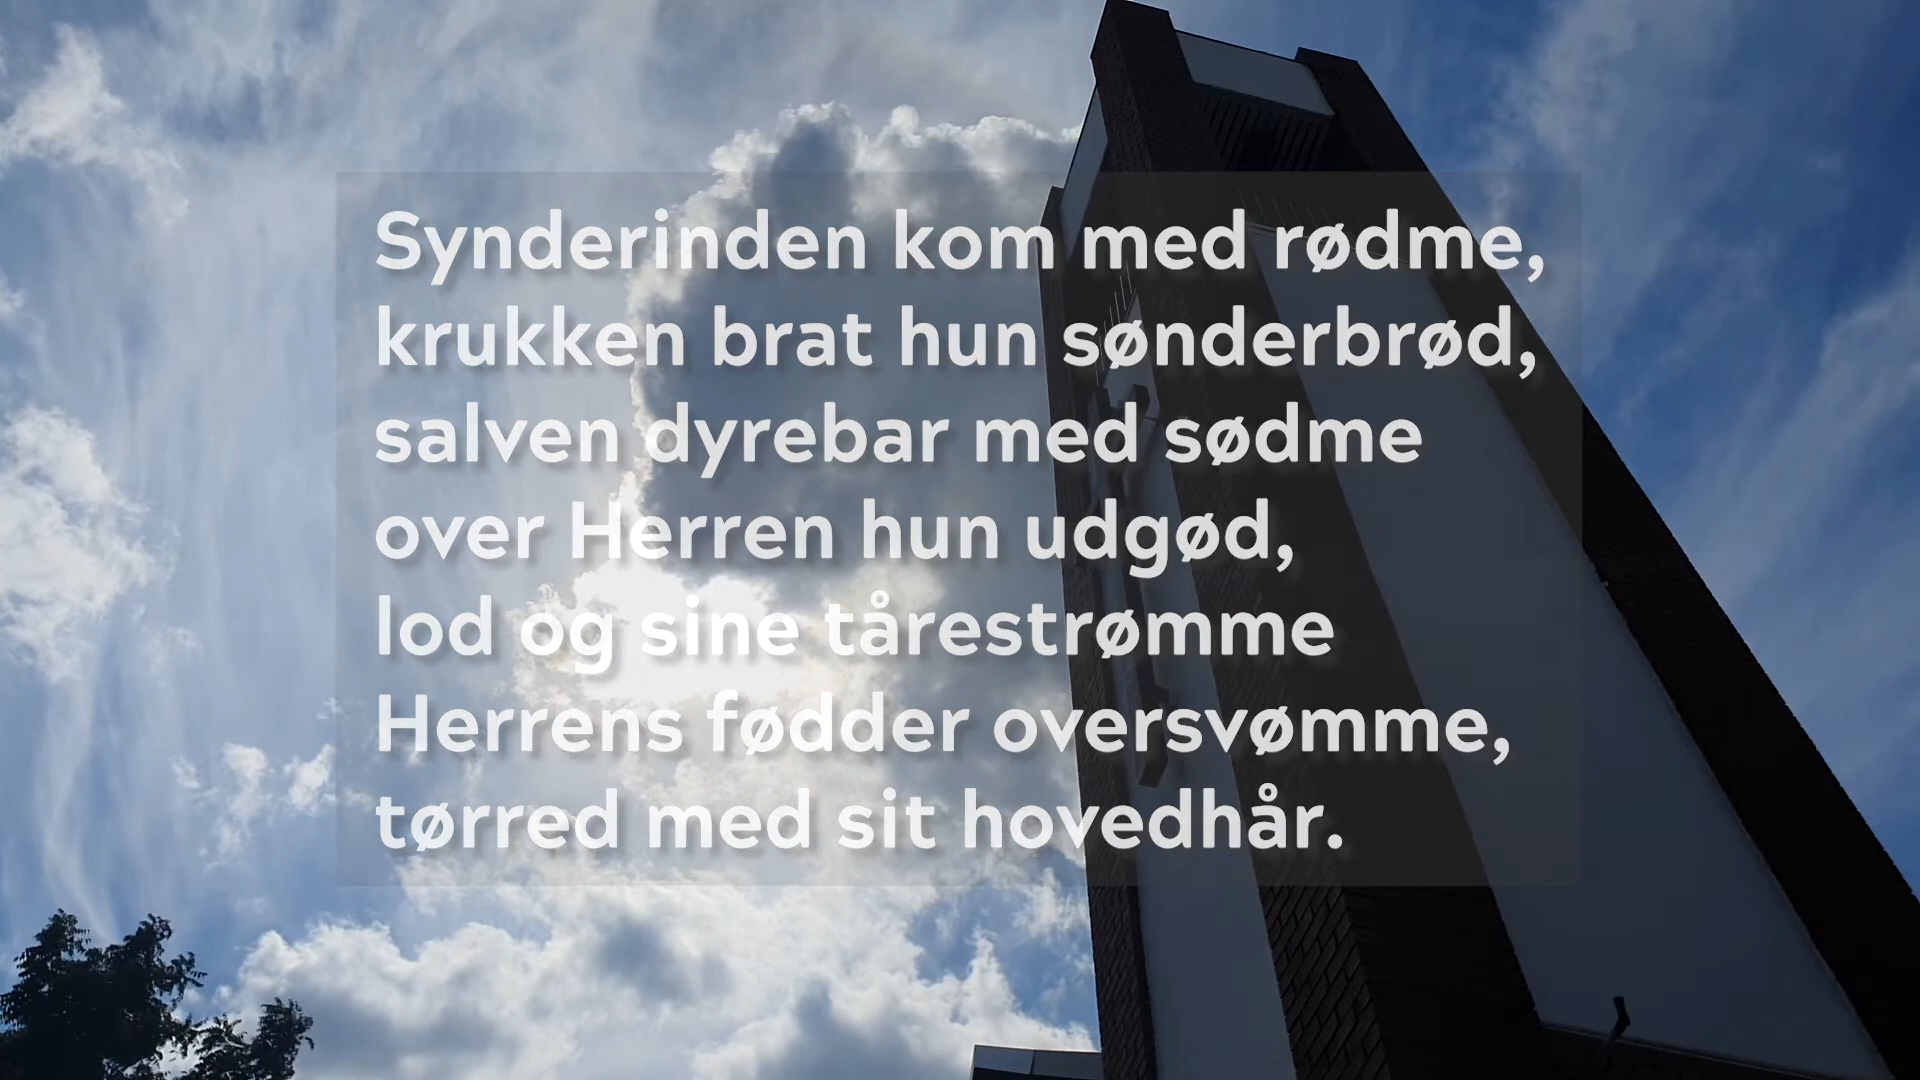 Synderinden kom med rødme,
krukken brat hun sønderbrød,
salven dyrebar med sødme
over Herren hun udgød,
lod og sine tårestrømme
Herrens fødder oversvømme,
tørred med sit hovedhår.